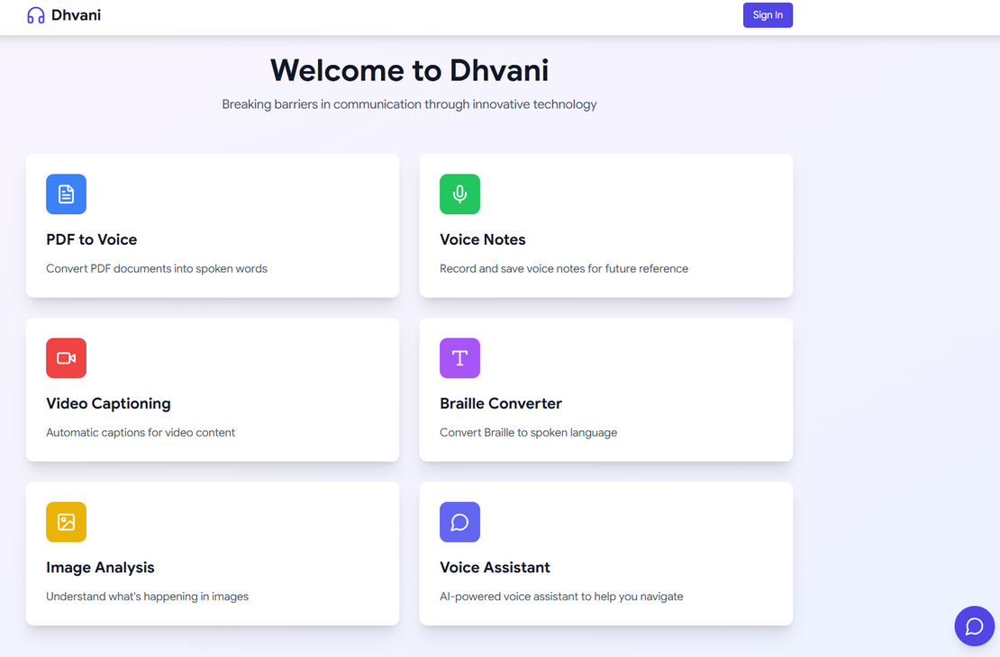 Dhvani
Sign In
Welcome to Dhvani
Breaking barriers in communication through innovative technology
PDF to Voice
Convert PDF documents into spoken words
Voice Notes
Record and save voice notes for future reference
Video Captioning
Automatic captions for video content
Braille Converter
Convert Braille to spoken language
Image Analysis
Understand what's happening in images
Voice Assistant
AI-powered voice assistant to help you navigate